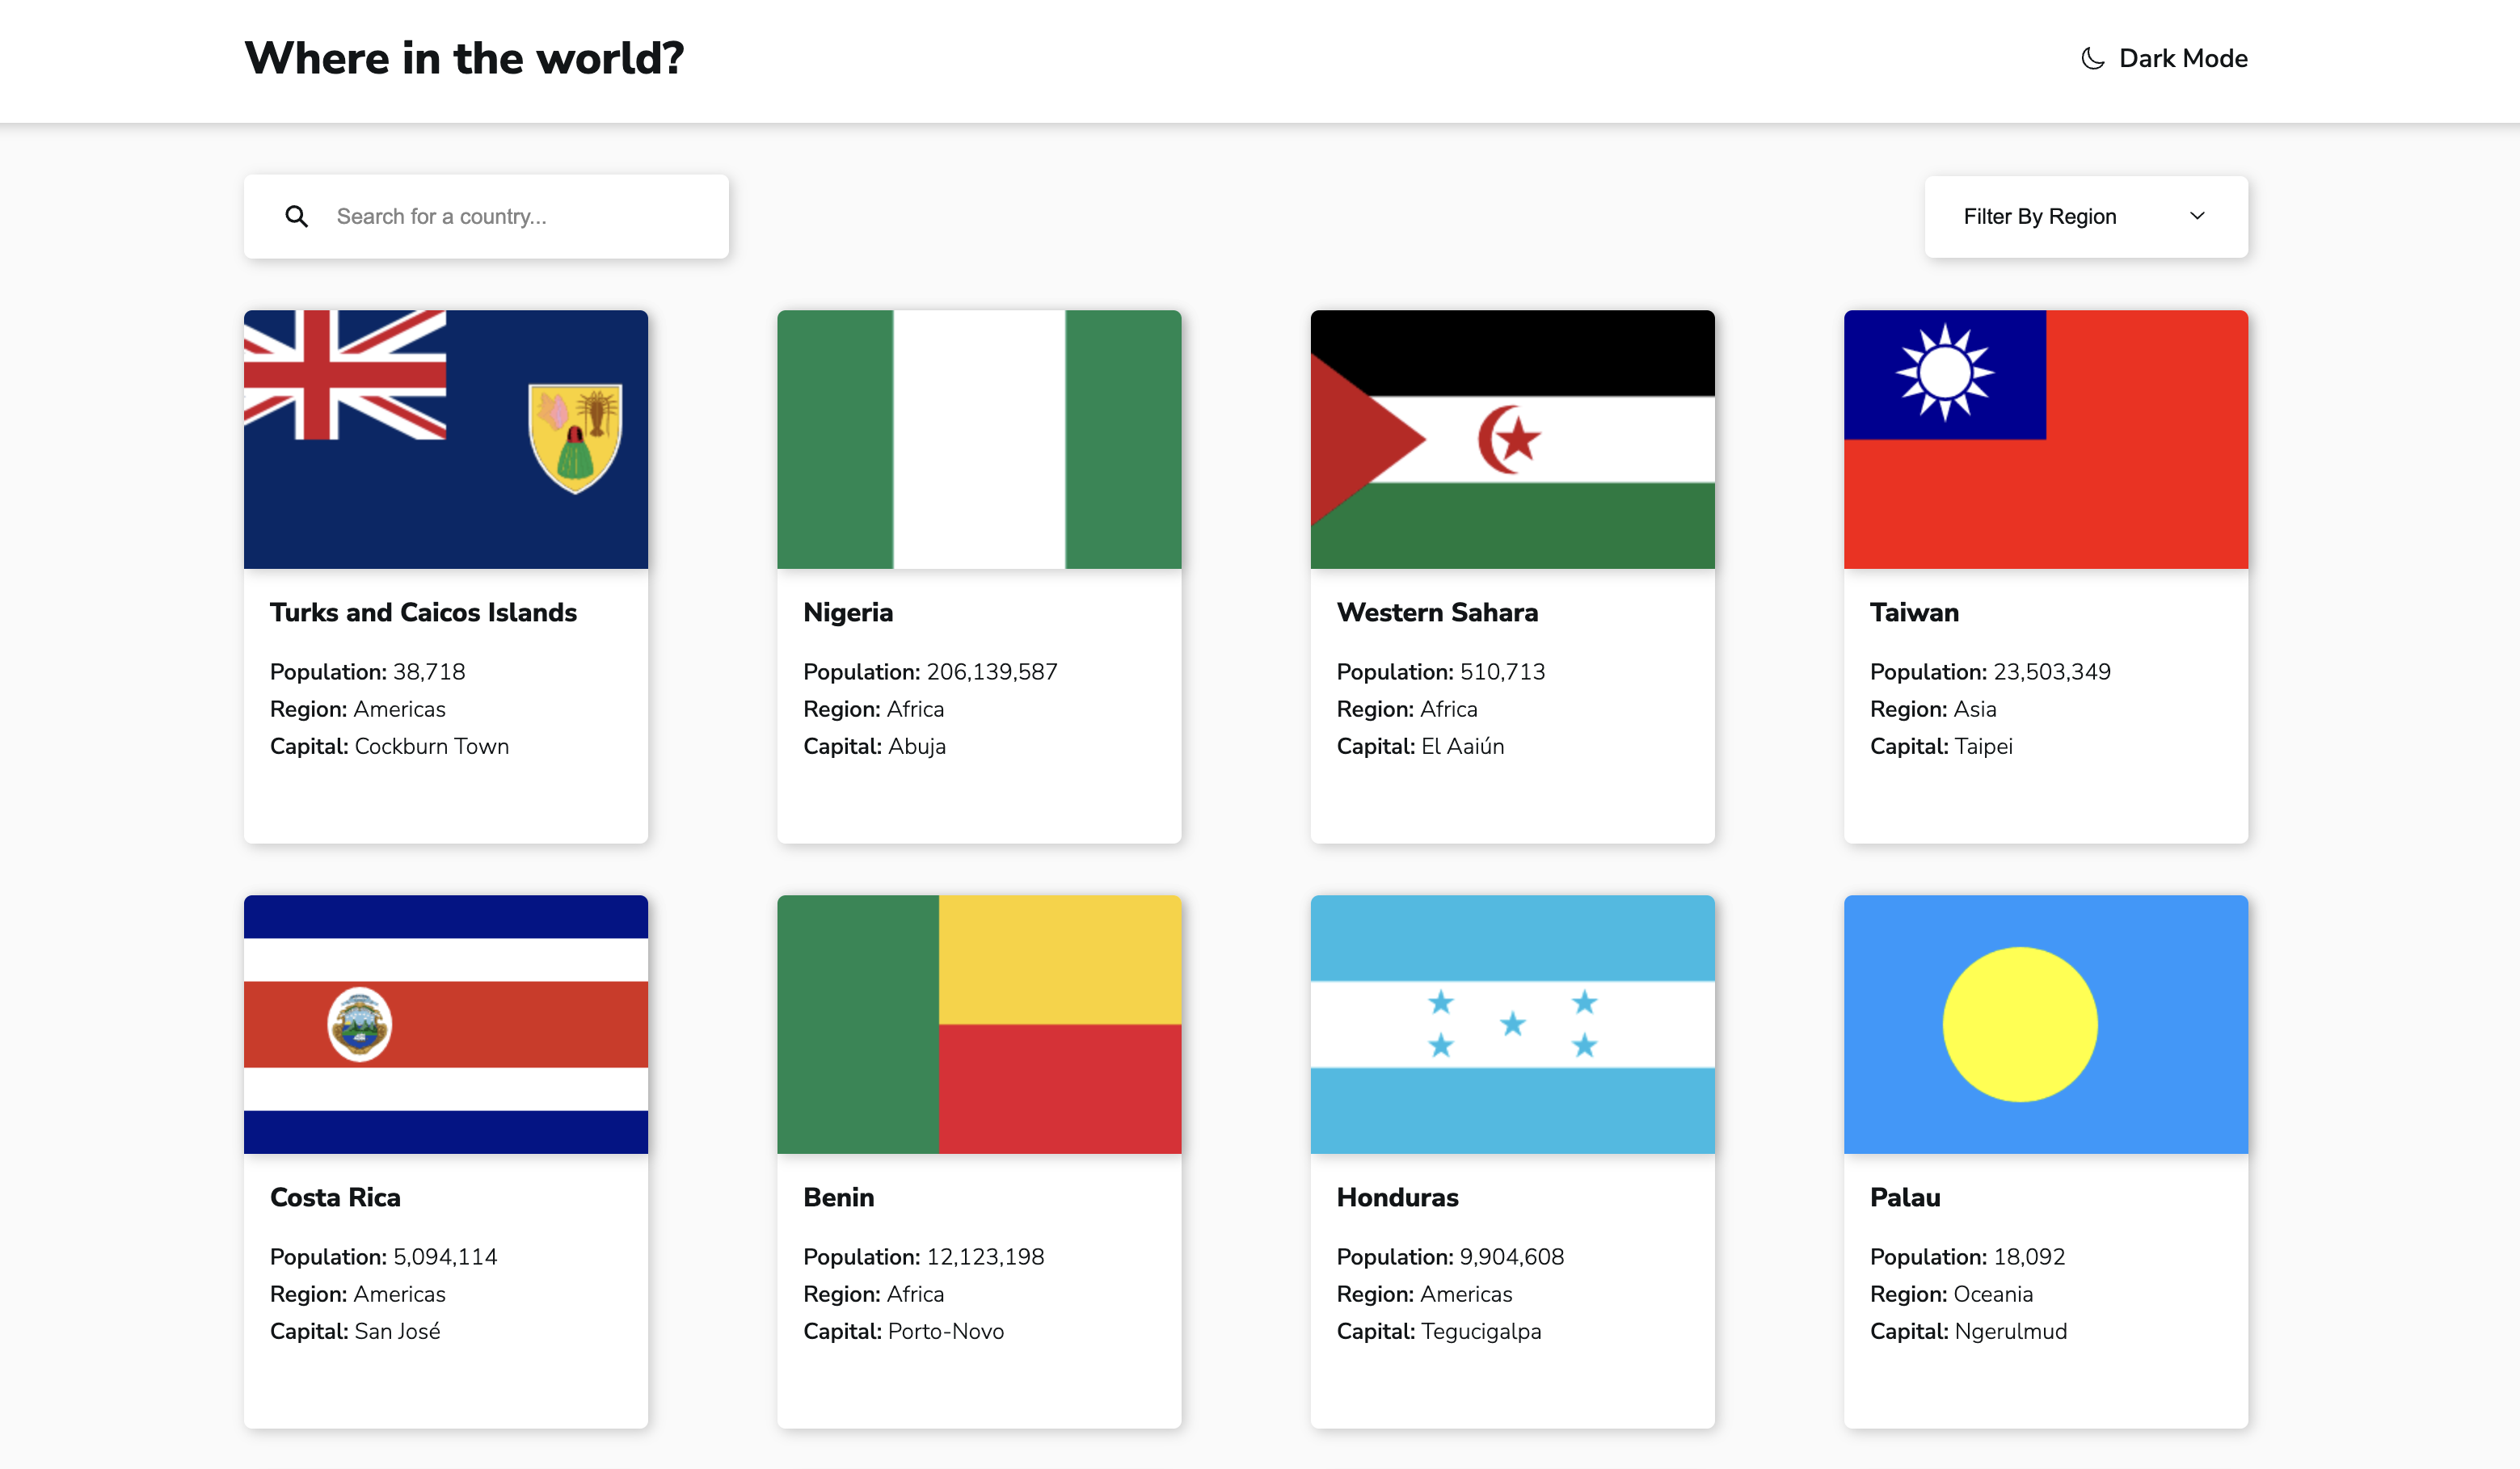 Where in the world?
Dark Mode
Search for a country...
Filter By Region
Turks and Caicos Islands
Population: 38,718
Region: Americas
Capital: Cockburn Town
Nigeria
Population: 206,139,587
Region: Africa
Capital: Abuja
Western Sahara
Population: 510,713
Region: Africa
Capital: El Aaiún
Taiwan
Population: 23,503,349
Region: Asia
Capital: Taipei
Costa Rica
Population: 5,094,114
Region: Americas
Capital: San José
Benin
Population: 12,123,198
Region: Africa
Capital: Porto-Novo
Honduras
Population: 9,904,608
Region: Americas
Capital: Tegucigalpa
Palau
Population: 18,092
Region: Oceania
Capital: Ngerulmud